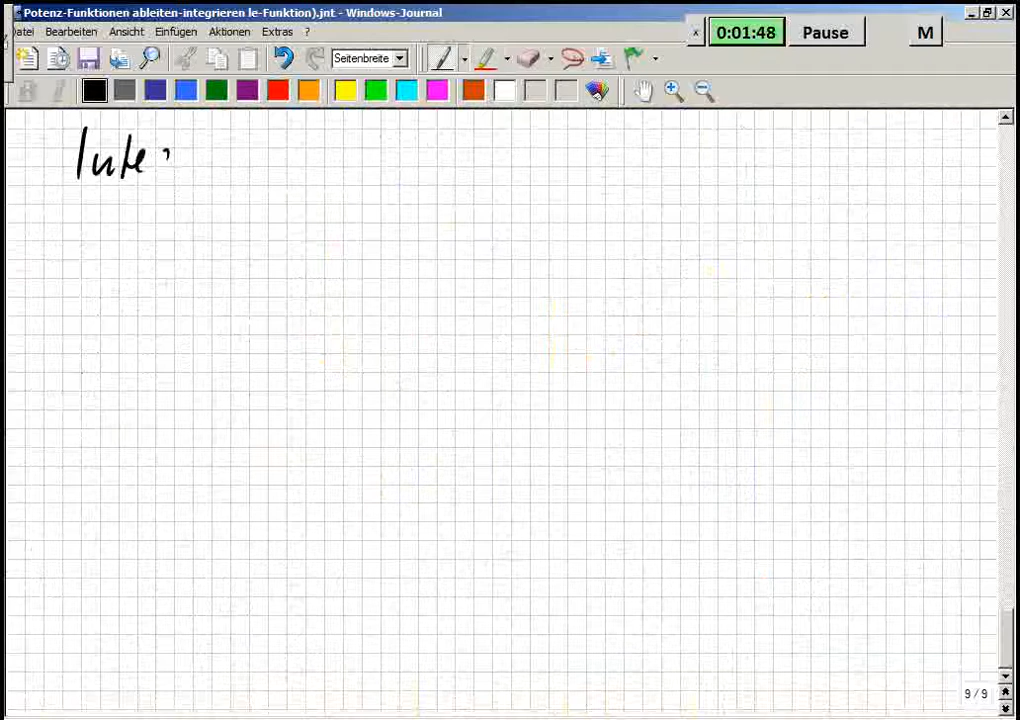 Potenz-Funktionen ableiten-integrieren le-Funktion).jnt - Windows-Journal
atei Bearbeiten Ansicht Einfügen Aktionen Extras ?
0:01:48 Pause M
Seitenbreite
Inte
9 / 9